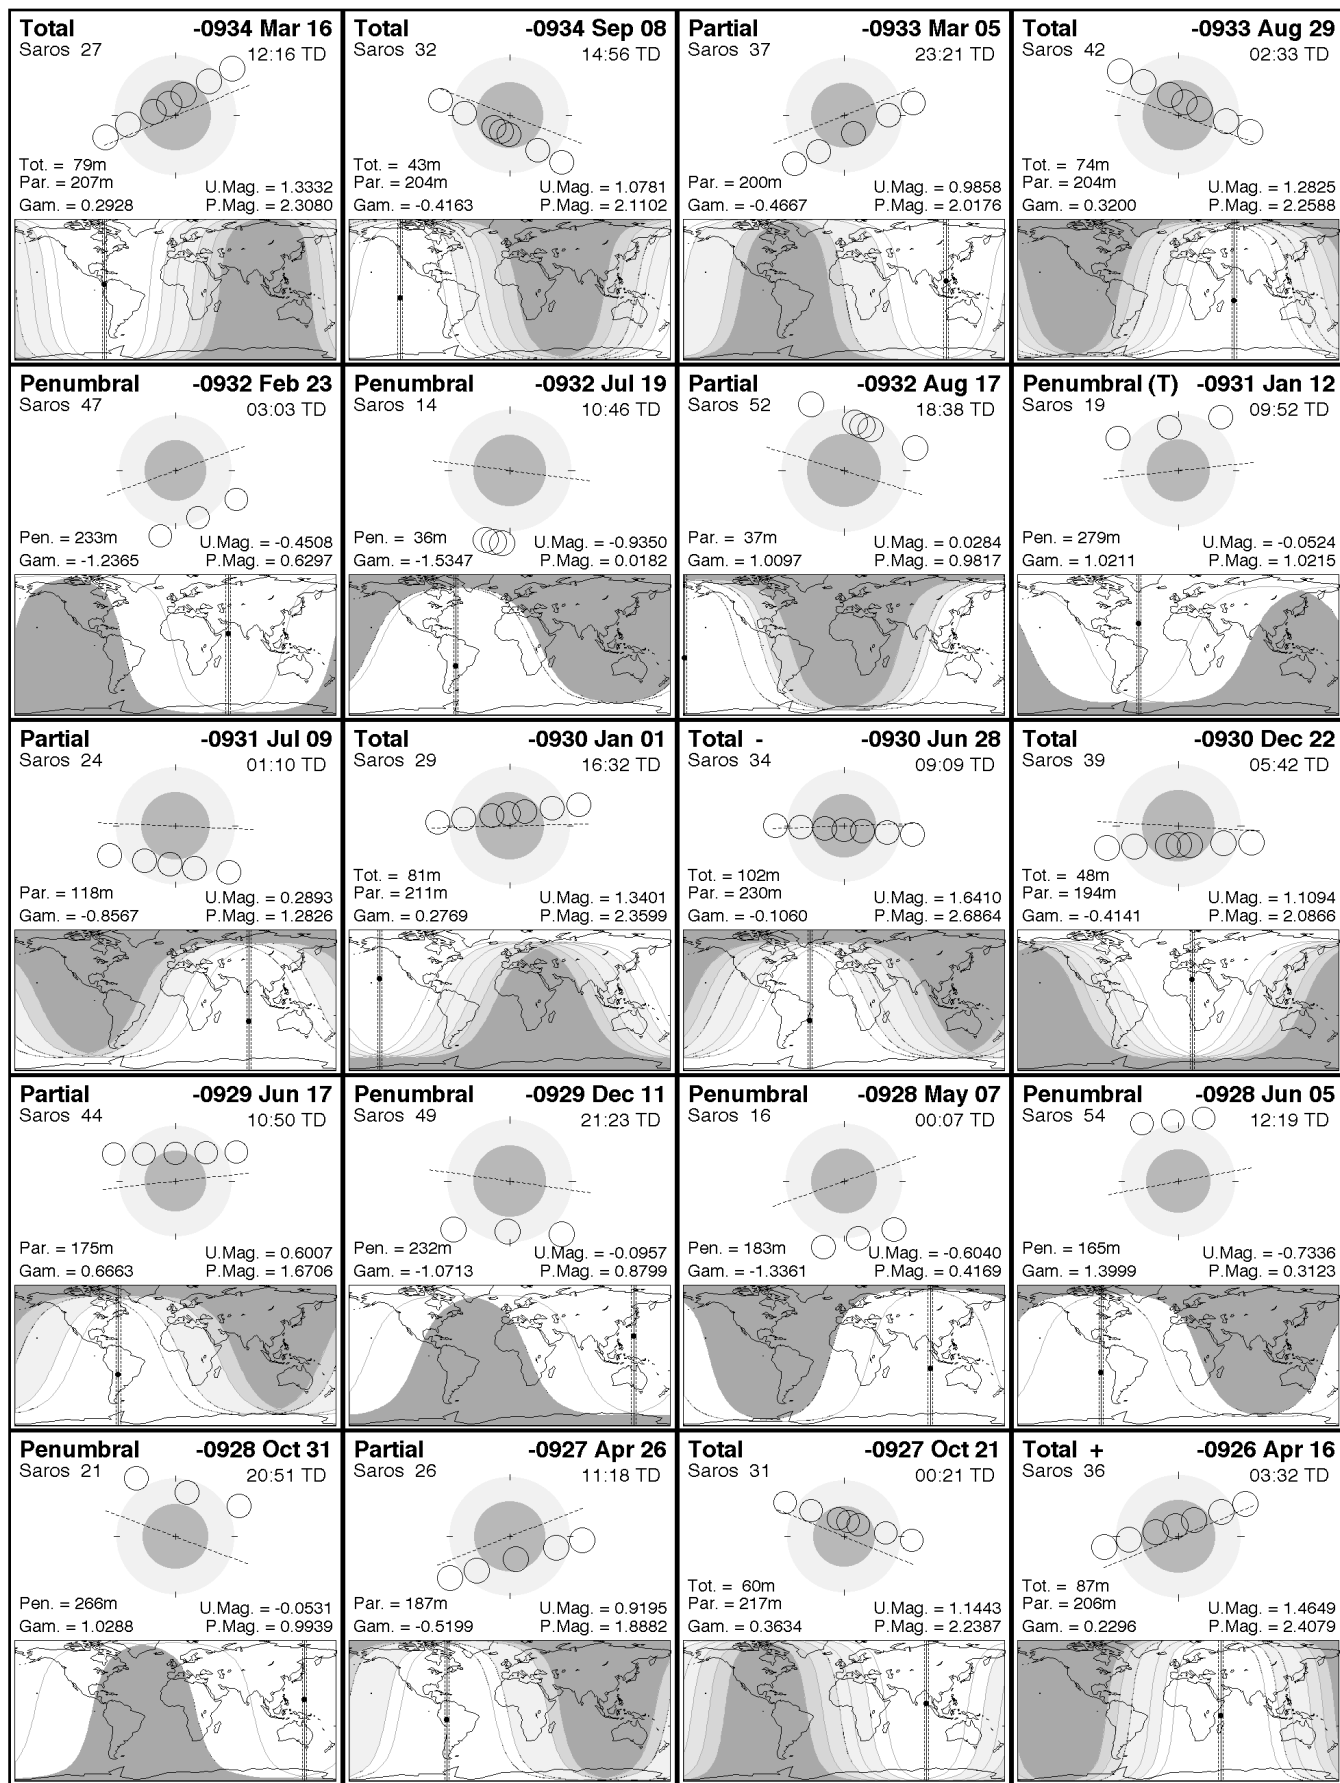 Total -0934 Mar 16
Saros 27 12:16 TD
Tot. = 79m
Par. = 207m U.Mag. = 1.3332
Gam. = 0.2928 P.Mag. = 2.3080
Total -0934 Sep 08
Saros 32 14:56 TD
Tot. = 43m
Par. = 204m U.Mag. = 1.0781
Gam. = -0.4163 P.Mag. = 2.1102
Partial -0933 Mar 05
Saros 37 23:21 TD
Par. = 200m U.Mag. = 0.9858
Gam. = -0.4667 P.Mag. = 2.0176
Total -0933 Aug 29
Saros 42 02:33 TD
Tot. = 74m
Par. = 204m U.Mag. = 1.2825
Gam. = 0.3200 P.Mag. = 2.2588
Penumbral -0932 Feb 23
Saros 47 03:03 TD
Pen. = 233m U.Mag. = -0.4508
Gam. = -1.2365 P.Mag. = 0.6297
Penumbral -0932 Jul 19
Saros 14 10:46 TD
Pen. = 36m U.Mag. = -0.9350
Gam. = -1.5347 P.Mag. = 0.0182
Partial -0932 Aug 17
Saros 52 18:38 TD
Par. = 37m U.Mag. = 0.0284
Gam. = 1.0097 P.Mag. = 0.9817
Penumbral (T) -0931 Jan 12
Saros 19 09:52 TD
Pen. = 279m U.Mag. = -0.0524
Gam. = 1.0211 P.Mag. = 1.0215
Partial -0931 Jul 09
Saros 24 01:10 TD
Par. = 118m U.Mag. = 0.2893
Gam. = -0.8567 P.Mag. = 1.2826
Total -0930 Jan 01
Saros 29 16:32 TD
Tot. = 81m
Par. = 211m U.Mag. = 1.3401
Gam. = 0.2769 P.Mag. = 2.3599
Total - -0930 Jun 28
Saros 34 09:09 TD
Tot. = 102m
Par. = 230m U.Mag. = 1.6410
Gam. = -0.1060 P.Mag. = 2.6864
Total -0930 Dec 22
Saros 39 05:42 TD
Tot. = 48m
Par. = 194m U.Mag. = 1.1094
Gam. = -0.4141 P.Mag. = 2.0866
Partial -0929 Jun 17
Saros 44 10:50 TD
Par. = 175m U.Mag. = 0.6007
Gam. = 0.6663 P.Mag. = 1.6706
Penumbral -0929 Dec 11
Saros 49 21:23 TD
Pen. = 232m U.Mag. = -0.0957
Gam. = -1.0713 P.Mag. = 0.8799
Penumbral -0928 May 07
Saros 16 00:07 TD
Pen. = 183m U.Mag. = -0.6040
Gam. = -1.3361 P.Mag. = 0.4169
Penumbral -0928 Jun 05
Saros 54 12:19 TD
Pen. = 165m U.Mag. = -0.7336
Gam. = 1.3999 P.Mag. = 0.3123
Penumbral -0928 Oct 31
Saros 21 20:51 TD
Pen. = 266m U.Mag. = -0.0531
Gam. = 1.0288 P.Mag. = 0.9939
Partial -0927 Apr 26
Saros 26 11:18 TD
Par. = 187m U.Mag. = 0.9195
Gam. = -0.5199 P.Mag. = 1.8882
Total -0927 Oct 21
Saros 31 00:21 TD
Tot. = 60m
Par. = 217m U.Mag. = 1.1443
Gam. = 0.3634 P.Mag. = 2.2387
Total + -0926 Apr 16
Saros 36 03:32 TD
Tot. = 87m
Par. = 206m U.Mag. = 1.4649
Gam. = 0.2296 P.Mag. = 2.4079